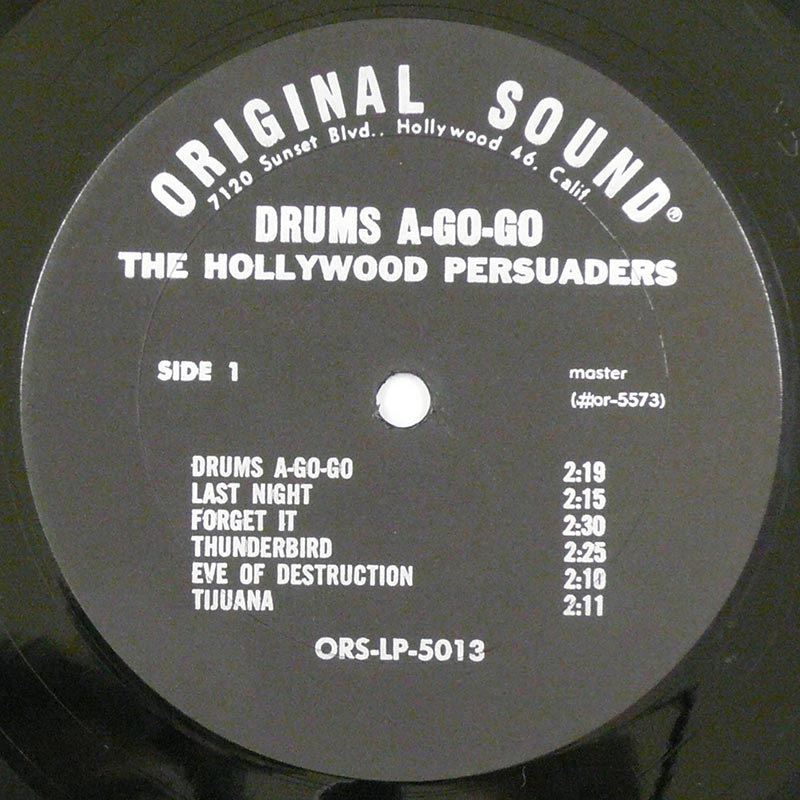 ORIGINAL SOUND®
7120 Sunset Blvd., Hollywood 46, Calif.
DRUMS A-GO-GO
THE HOLLYWOOD PERSUADERS
SIDE 1
master
(#or-5573)
DRUMS A-GO-GO 2:19
LAST NIGHT 2:15
FORGET IT 2:30
THUNDERBIRD 2:25
EVE OF DESTRUCTION 2:10
TIJUANA 2:11
ORS-LP-5013